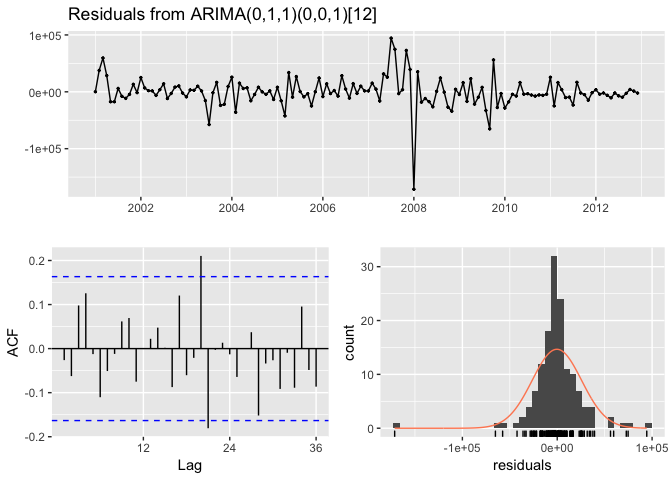 Residuals from ARIMA(0,1,1)(0,0,1)[12]
1e+05
0e+00
-1e+05
2002 2004 2006 2008 2010 2012
0.2
0.1
0.0
-0.1
-0.2
ACF
12 24 36
Lag
30
20
10
0
count
-1e+05 0e+00 1e+05
residuals